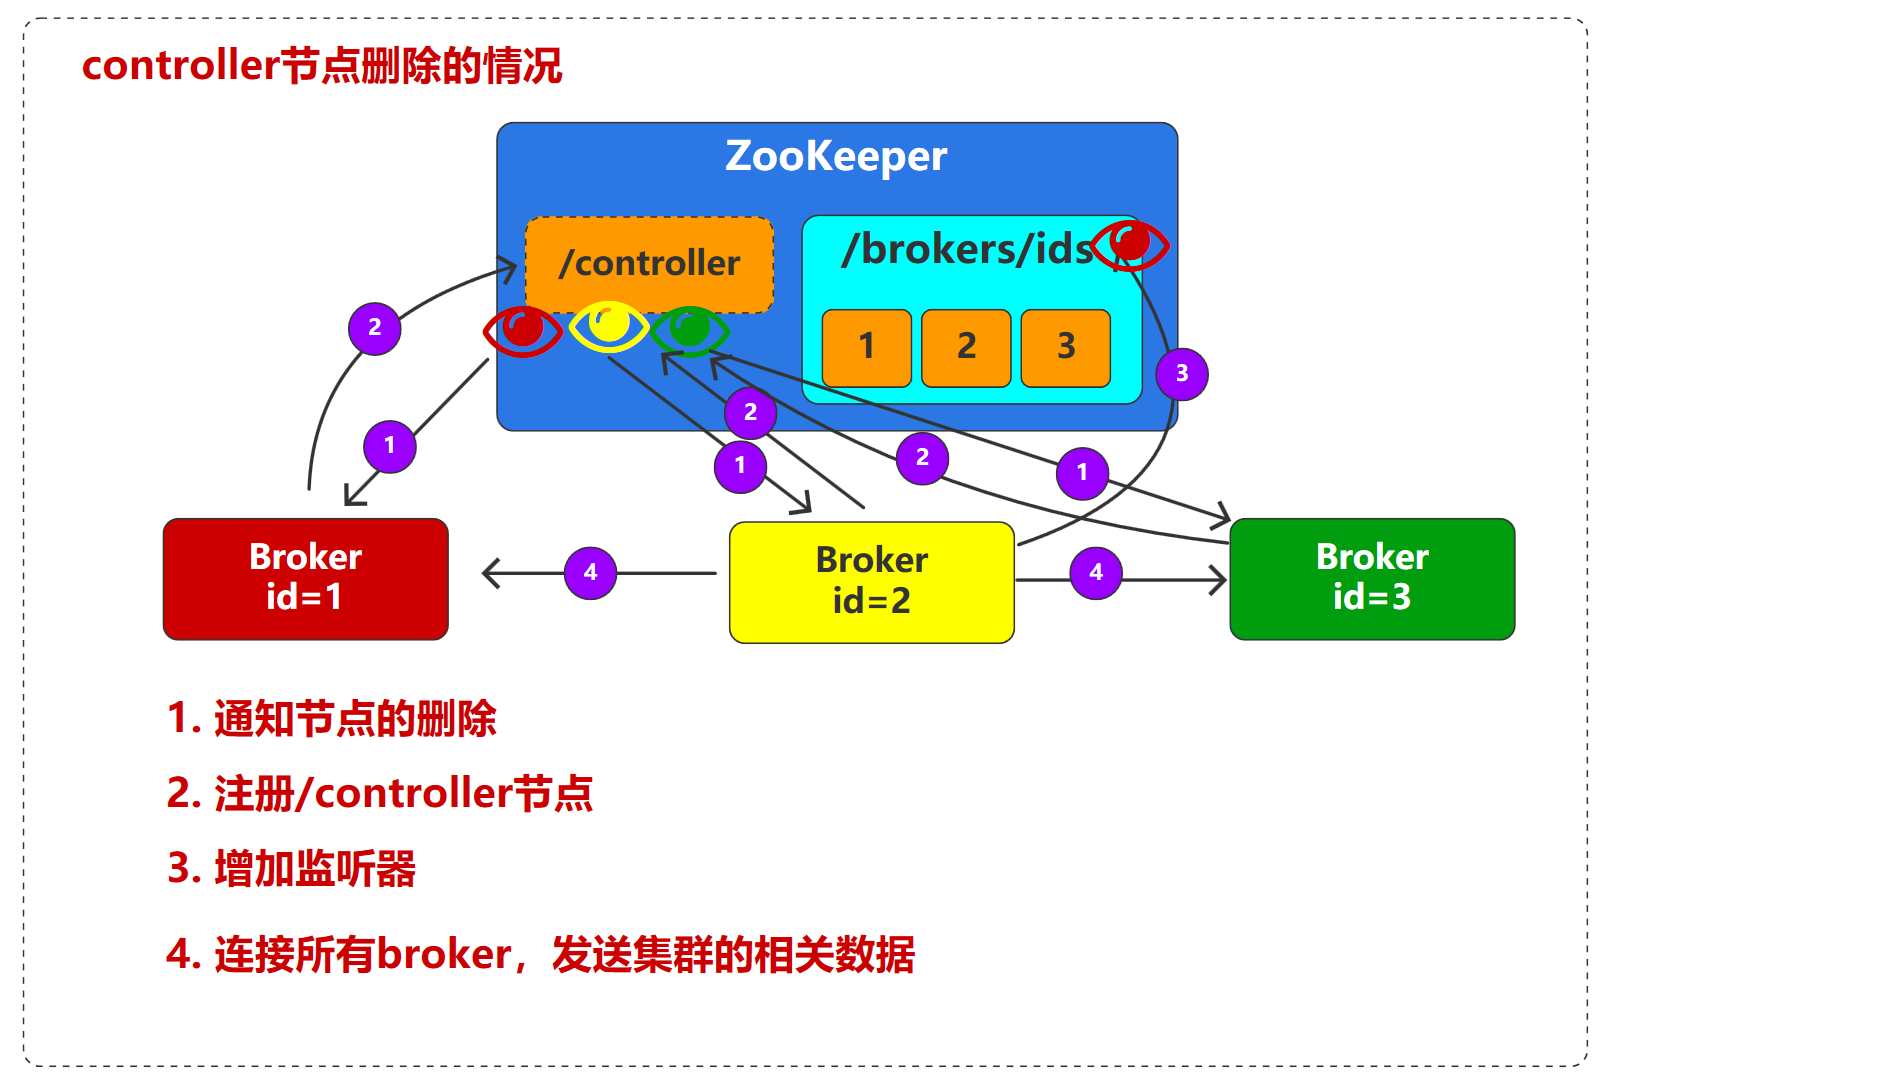 controller节点删除的情况
ZooKeeper
/controller
/brokers/ids
1
2
3
2
3
1
2
1
2
1
4
4
Broker
id=1
Broker
id=2
Broker
id=3
1. 通知节点的删除
2. 注册/controller节点
3. 增加监听器
4. 连接所有broker，发送集群的相关数据